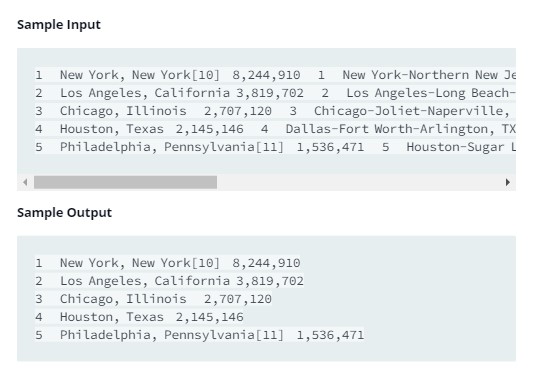 Sample Input
1 New York, New York[10] 8,244,910 1 New York-Northern New Je
2 Los Angeles, California 3,819,702 2 Los Angeles-Long Beach-
3 Chicago, Illinois 2,707,120 3 Chicago-Joliet-Naperville,
4 Houston, Texas 2,145,146 4 Dallas-Fort Worth-Arlington, TX
5 Philadelphia, Pennsylvania[11] 1,536,471 5 Houston-Sugar L
Sample Output
1 New York, New York[10] 8,244,910
2 Los Angeles, California 3,819,702
3 Chicago, Illinois 2,707,120
4 Houston, Texas 2,145,146
5 Philadelphia, Pennsylvania[11] 1,536,471